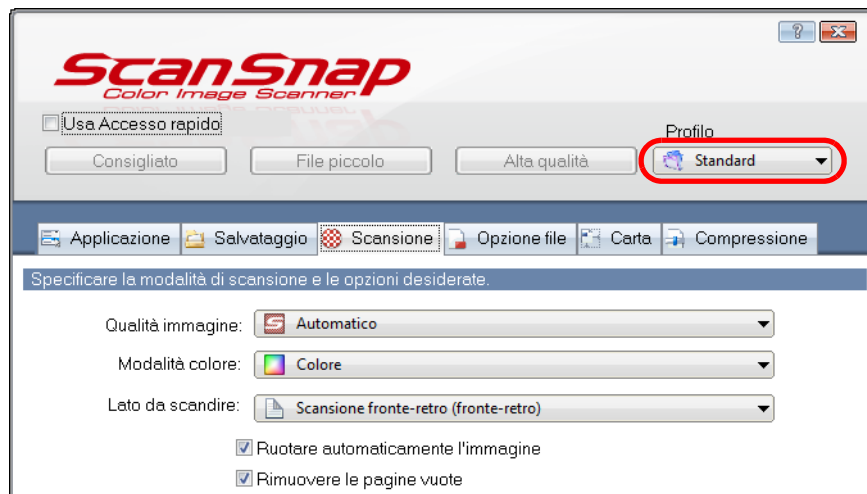 ScanSnap
Color Image Scanner
Usa Accesso rapido
Profilo
Consigliato File piccolo Alta qualità Standard
Applicazione Salvataggio Scansione Opzione file Carta Compressione
Specificare la modalità di scansione e le opzioni desiderate.
Qualità immagine: Automatico
Modalità colore: Colore
Lato da scandire: Scansione fronte-retro (fronte-retro)
Ruotare automaticamente l'immagine
Rimuovere le pagine vuote